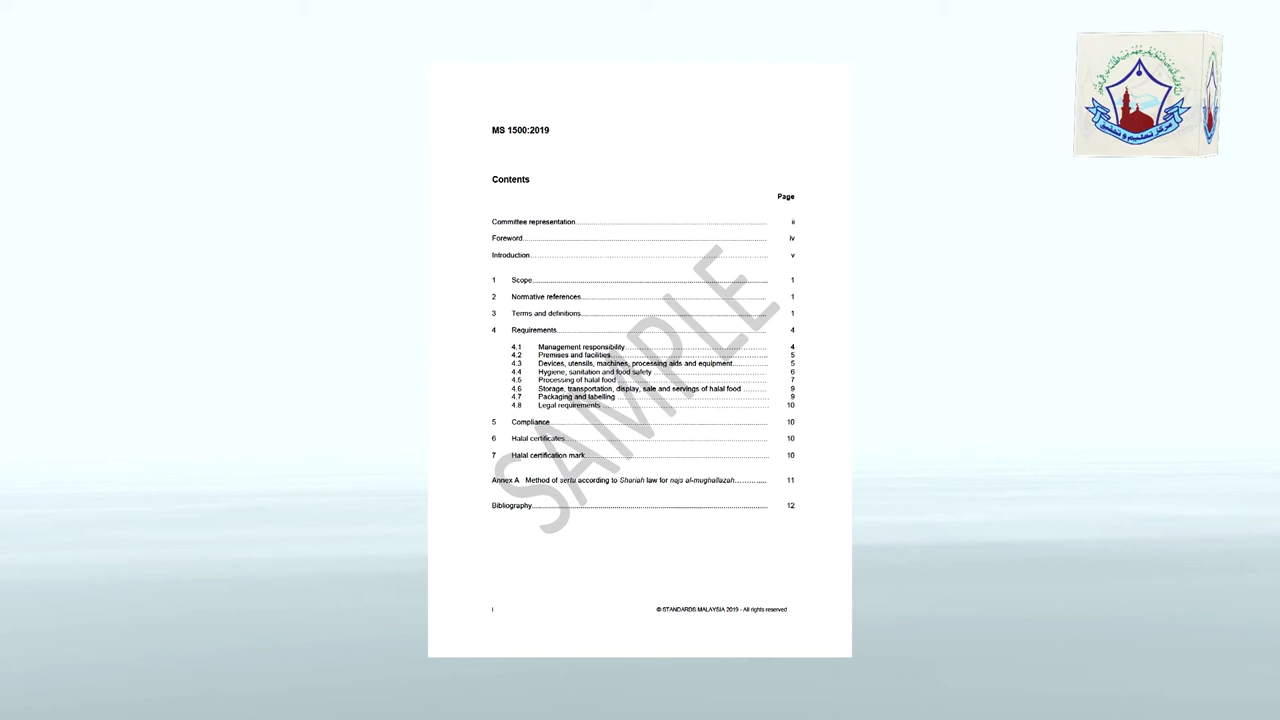 MS 1500:2019
Contents
Page
Committee representation ii
Foreword iv
Introduction v
1 Scope 1
2 Normative references 1
3 Terms and definitions 1
4 Requirements 4
4.1 Management responsibility 4
4.2 Premises and facilities 5
4.3 Devices, utensils, machines, processing aids and equipment 5
4.4 Hygiene, sanitation and food safety 6
4.5 Processing of halal food 7
4.6 Storage, transportation, display, sale and servings of halal food 9
4.7 Packaging and labelling 9
4.8 Legal requirements 10
5 Compliance 10
6 Halal certificates 10
7 Halal certification mark 10
Annex A Method of sertu according to Shariah law for najs al-mughallazah 11
Bibliography 12
SAMPLE
i © STANDARDS MALAYSIA 2019 - All rights reserved
مرکز تعلیم و تحقیق